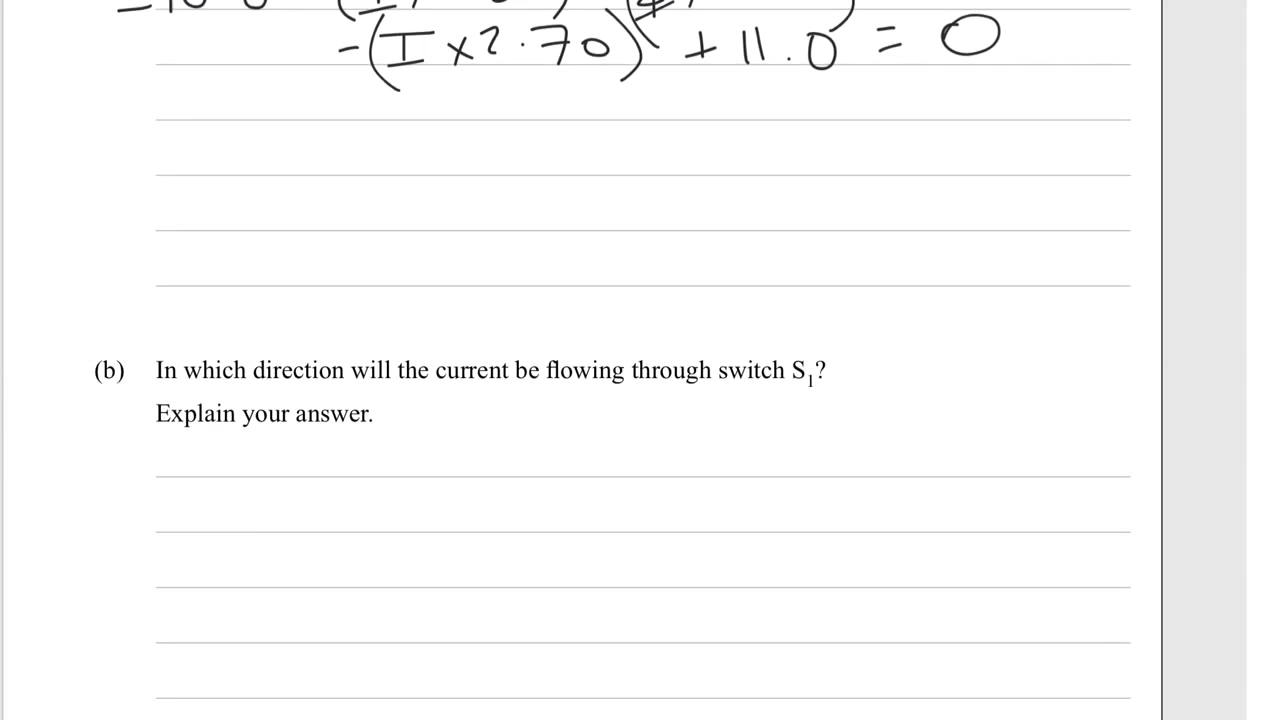 -(I×2.70) + 11.0 = 0
(b) In which direction will the current be flowing through switch S₁?
Explain your answer.